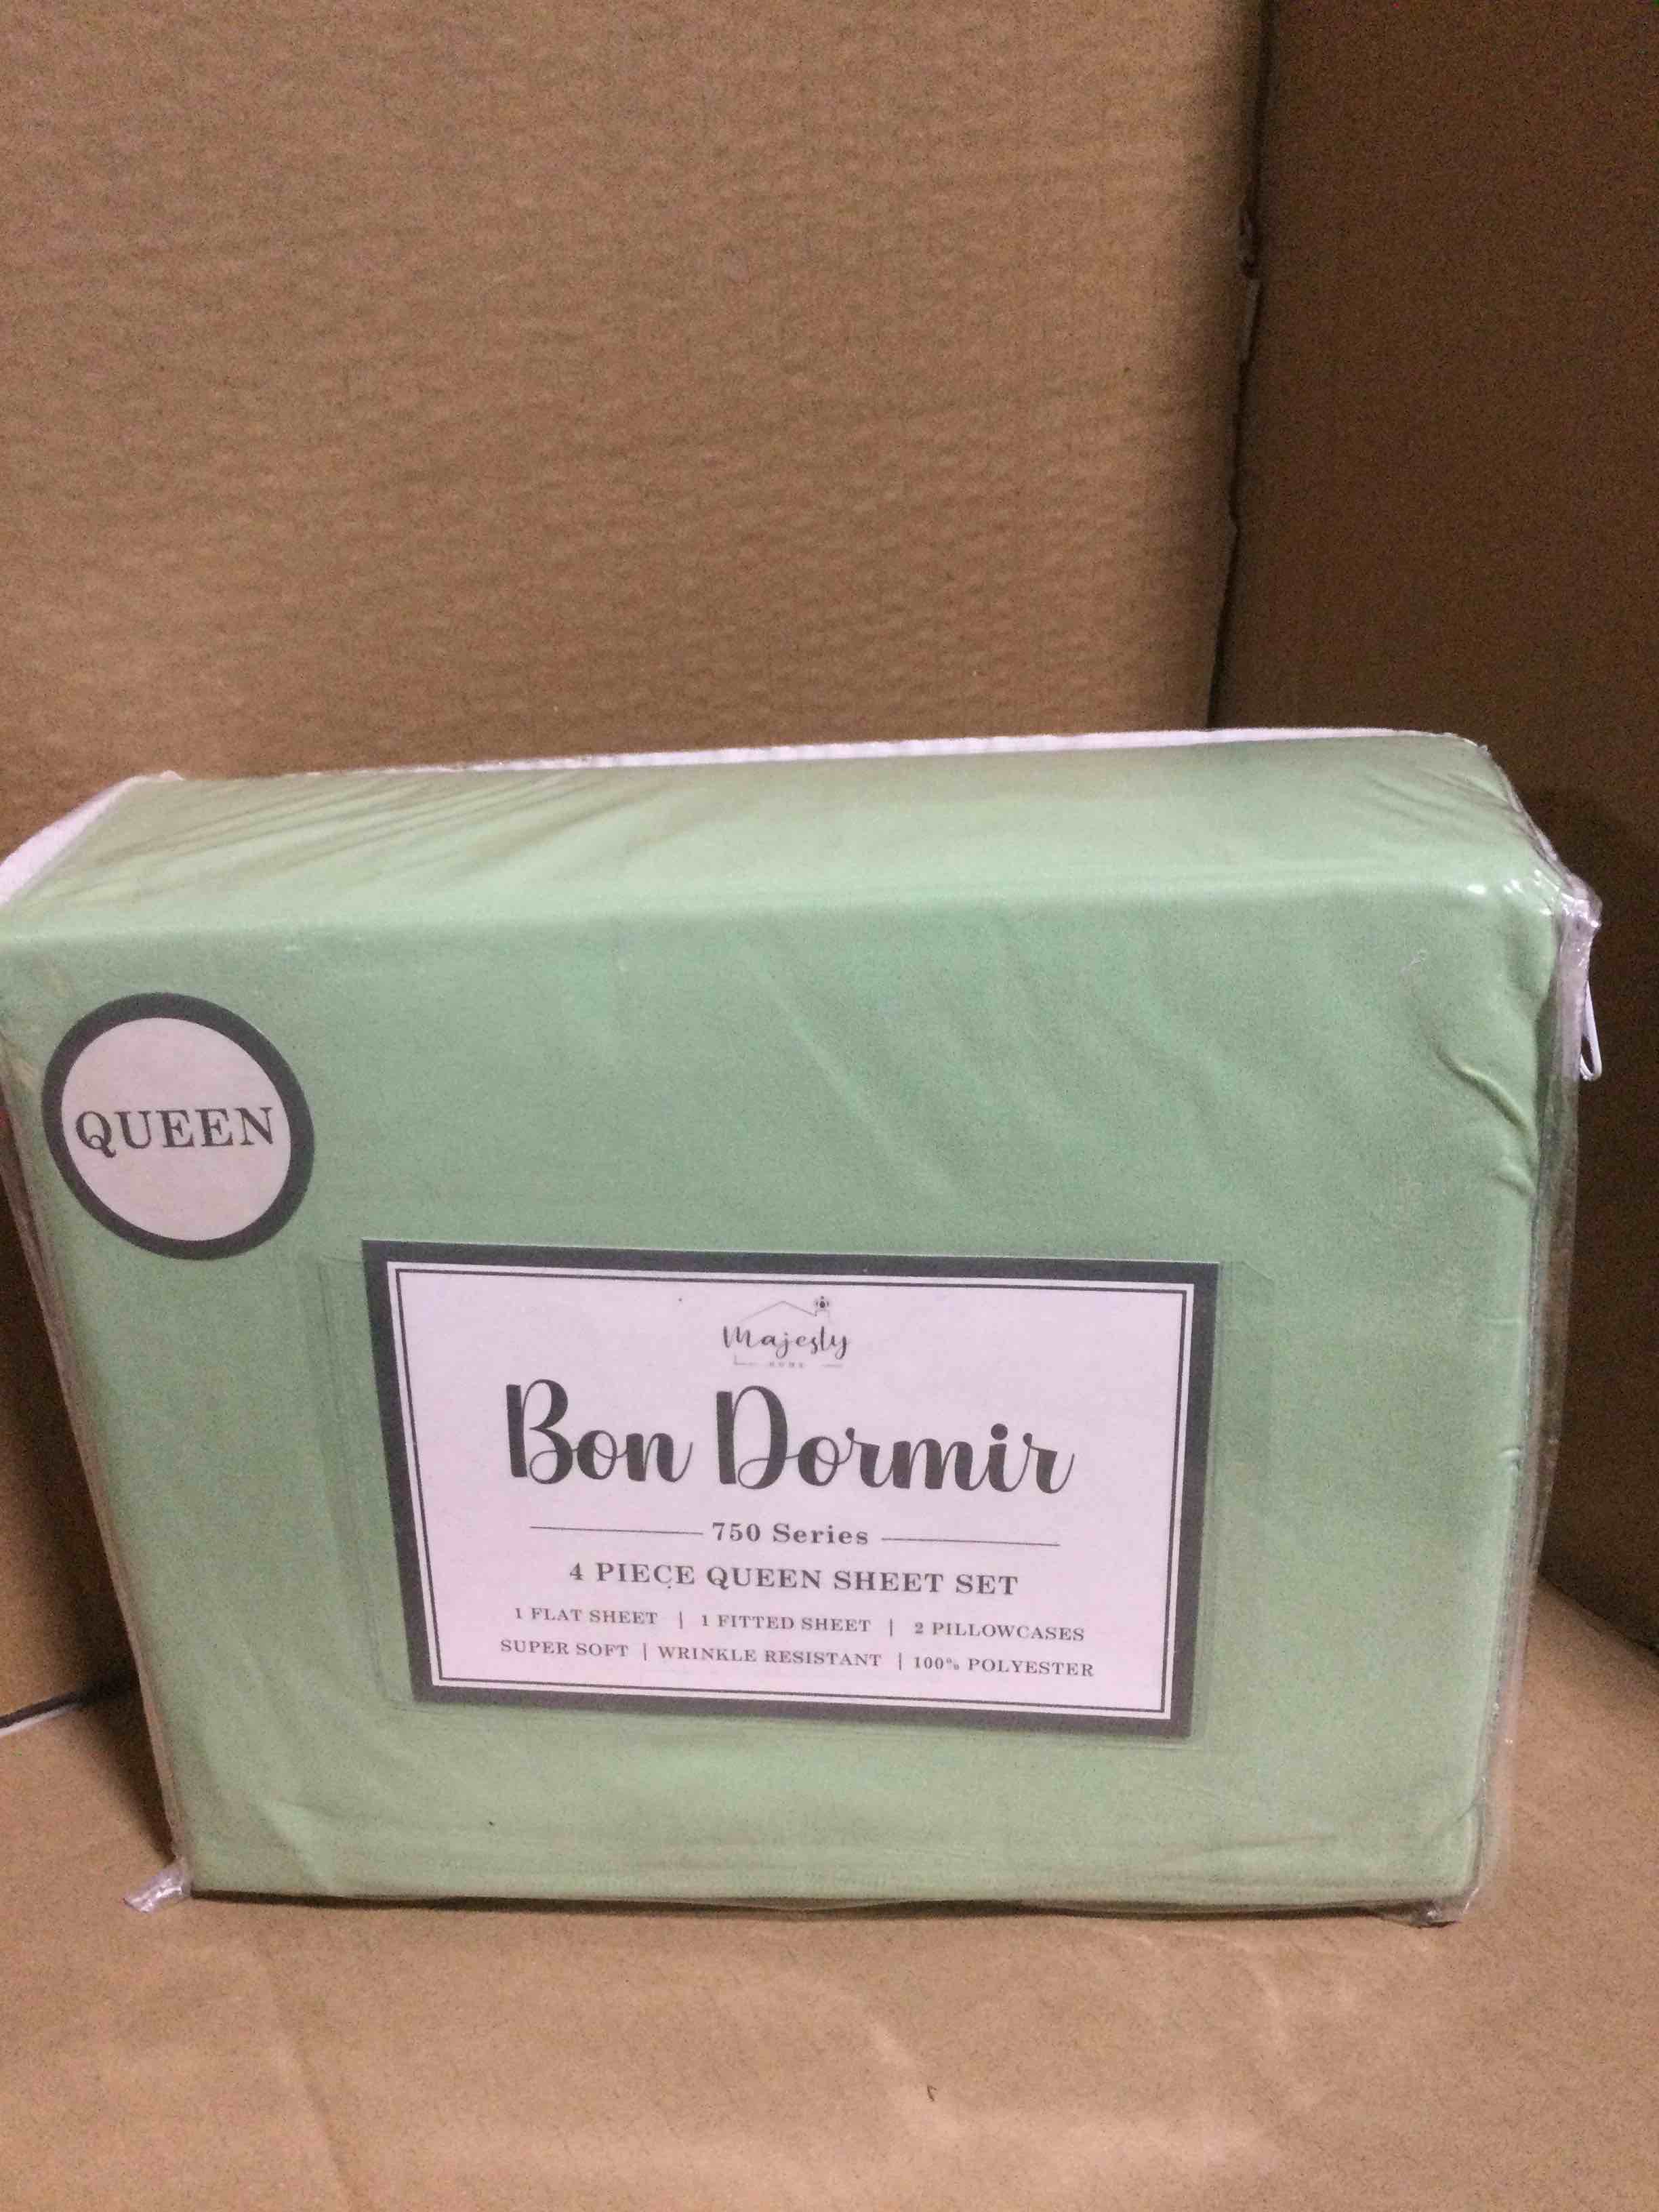 QUEEN
Majesty
HOME
Bon Dormir
750 Series
4 PIECE QUEEN SHEET SET
1 FLAT SHEET | 1 FITTED SHEET | 2 PILLOWCASES
SUPER SOFT | WRINKLE RESISTANT | 100% POLYESTER